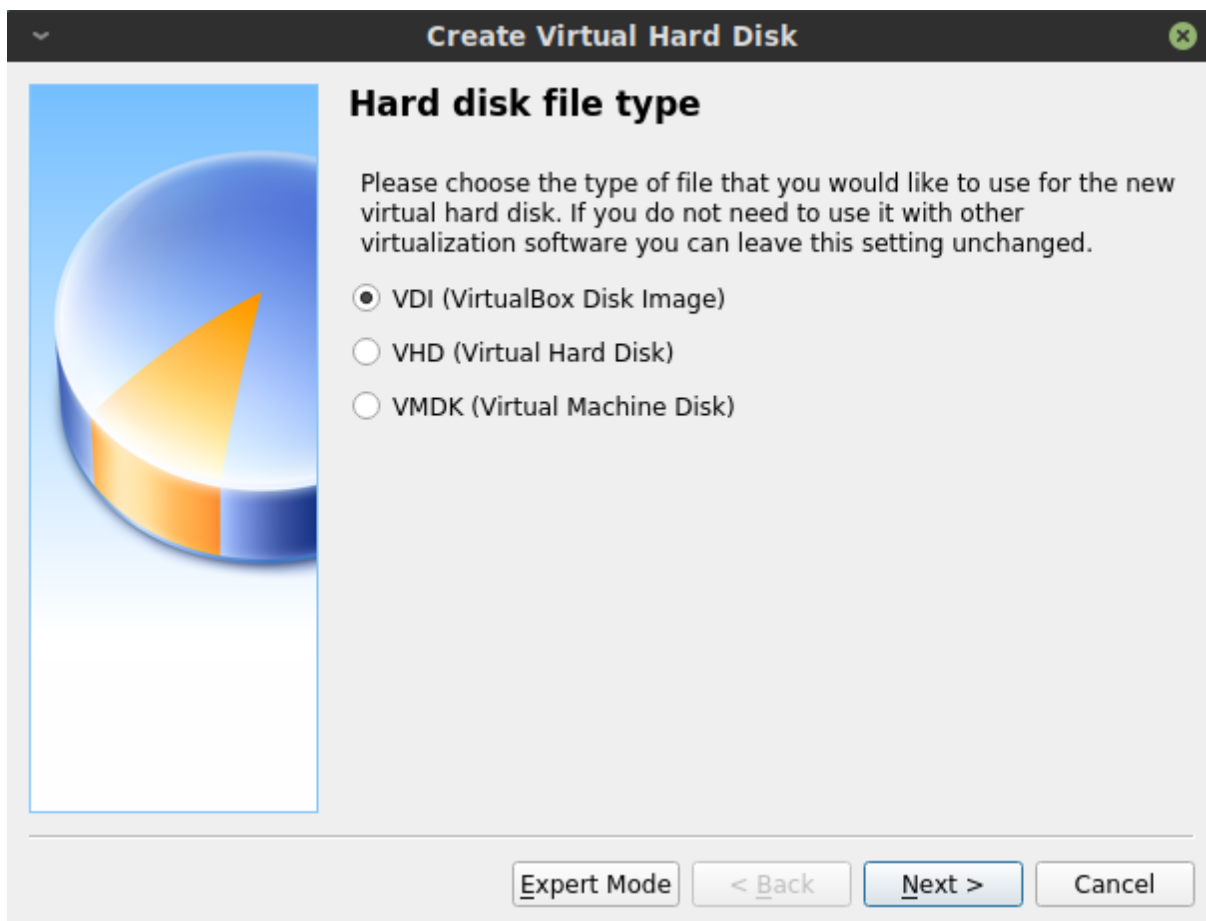 Create Virtual Hard Disk
Hard disk file type
Please choose the type of file that you would like to use for the new
virtual hard disk. If you do not need to use it with other
virtualization software you can leave this setting unchanged.
VDI (VirtualBox Disk Image)
VHD (Virtual Hard Disk)
VMDK (Virtual Machine Disk)
Expert Mode
< Back
Next >
Cancel